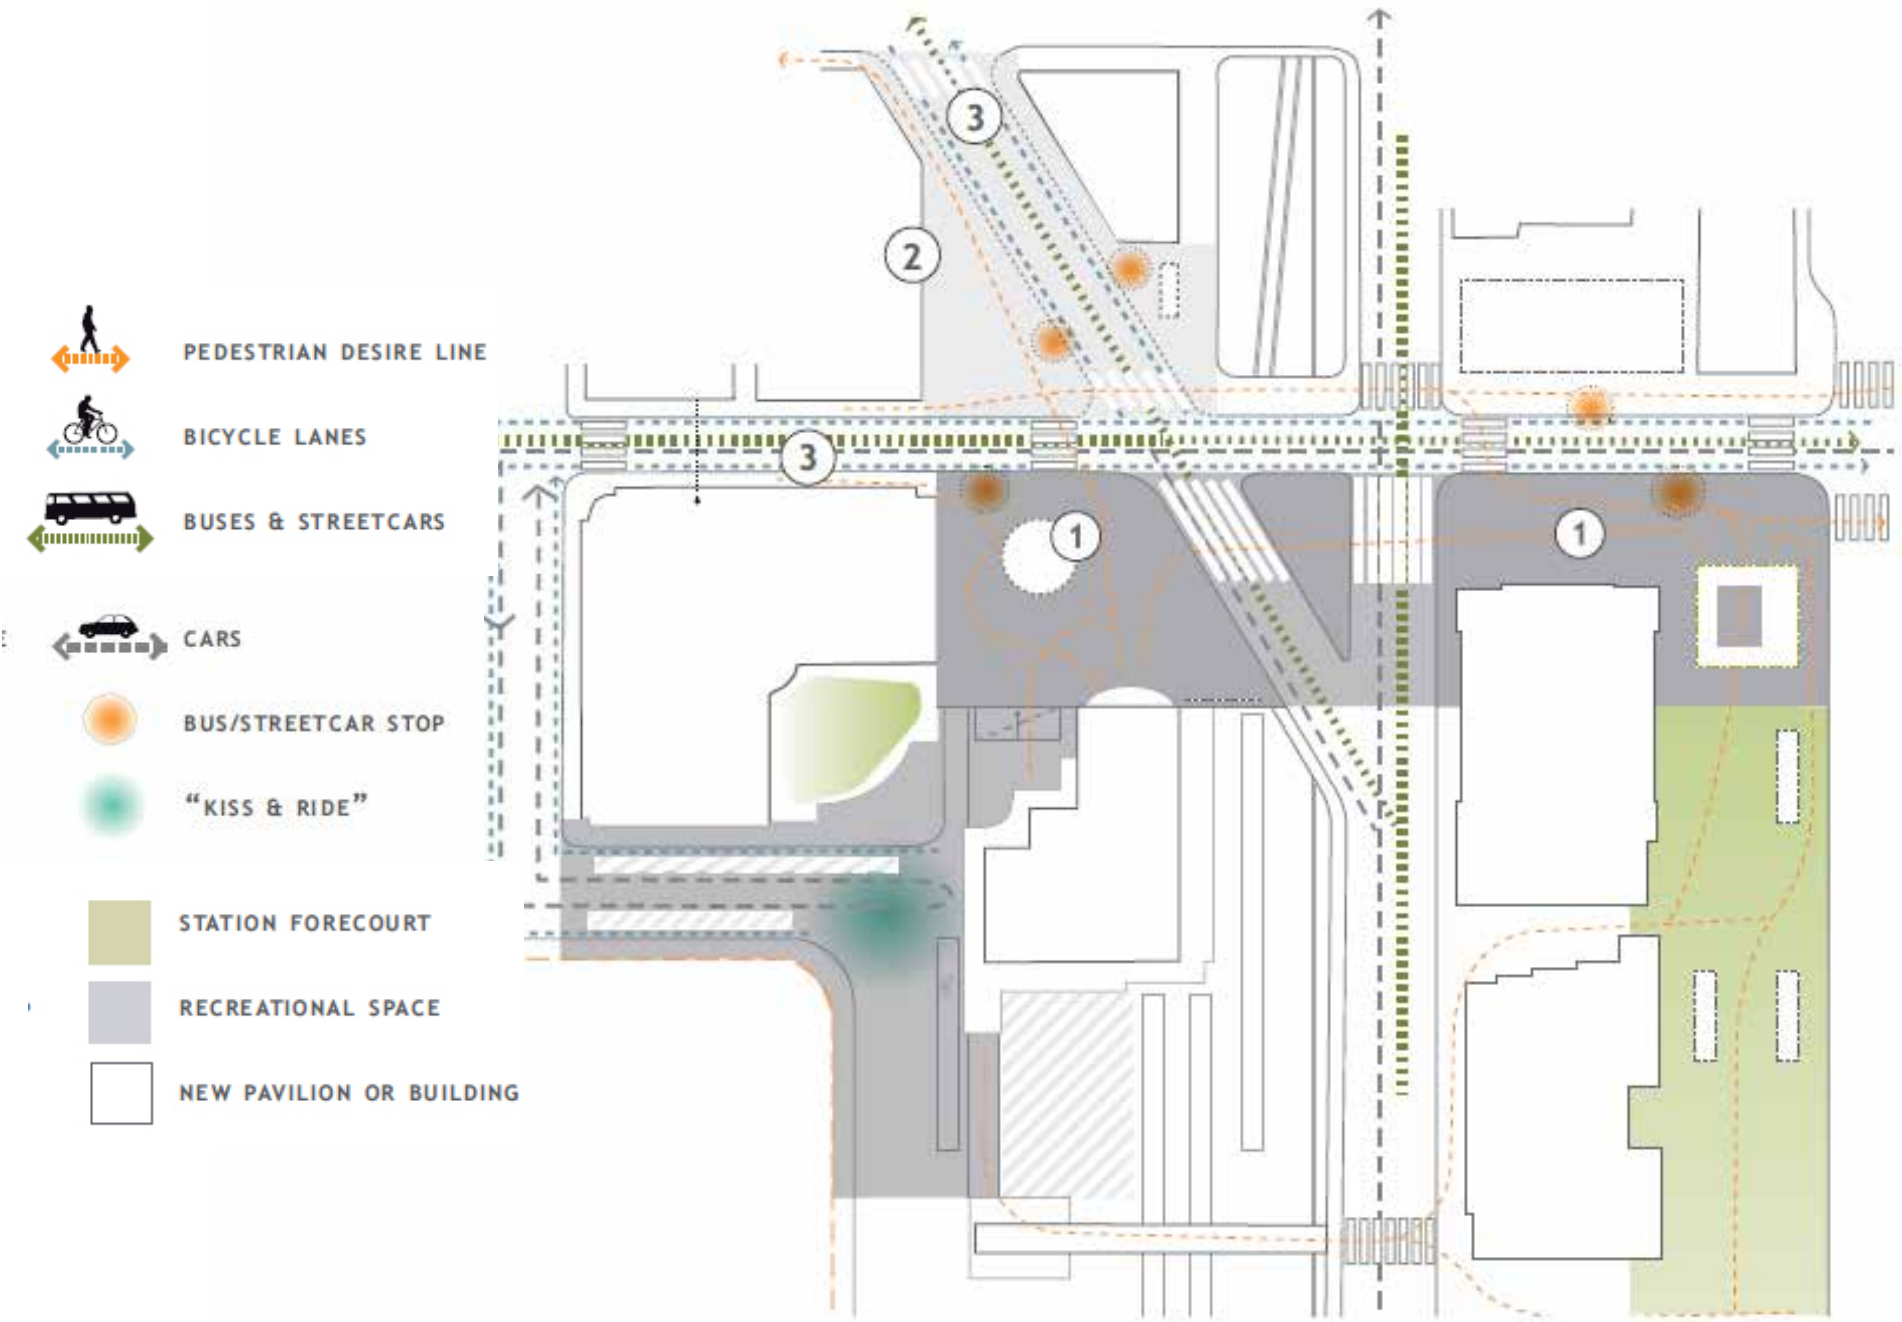 PEDESTRIAN DESIRE LINE
BICYCLE LANES
BUSES & STREETCARS
CARS
BUS/STREETCAR STOP
“KISS & RIDE”
STATION FORECOURT
RECREATIONAL SPACE
NEW PAVILION OR BUILDING
3
2
3
1
1